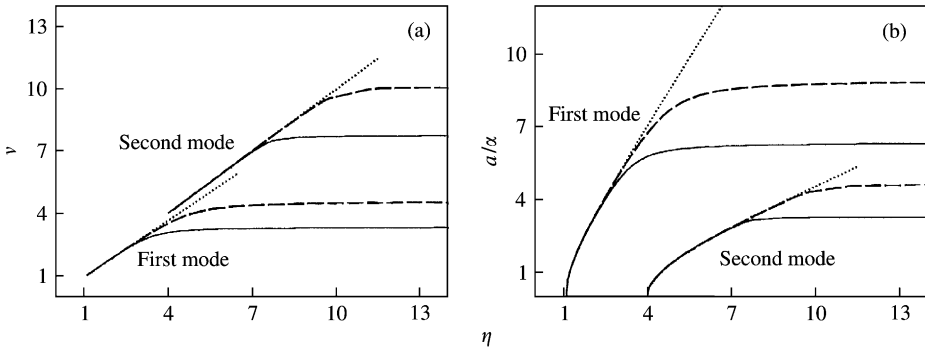 (a)
13
10
7
4
1
ν
Second mode
First mode
1 4 7 10 13
(b)
10
7
4
1
a/α
First mode
Second mode
1 4 7 10 13
η